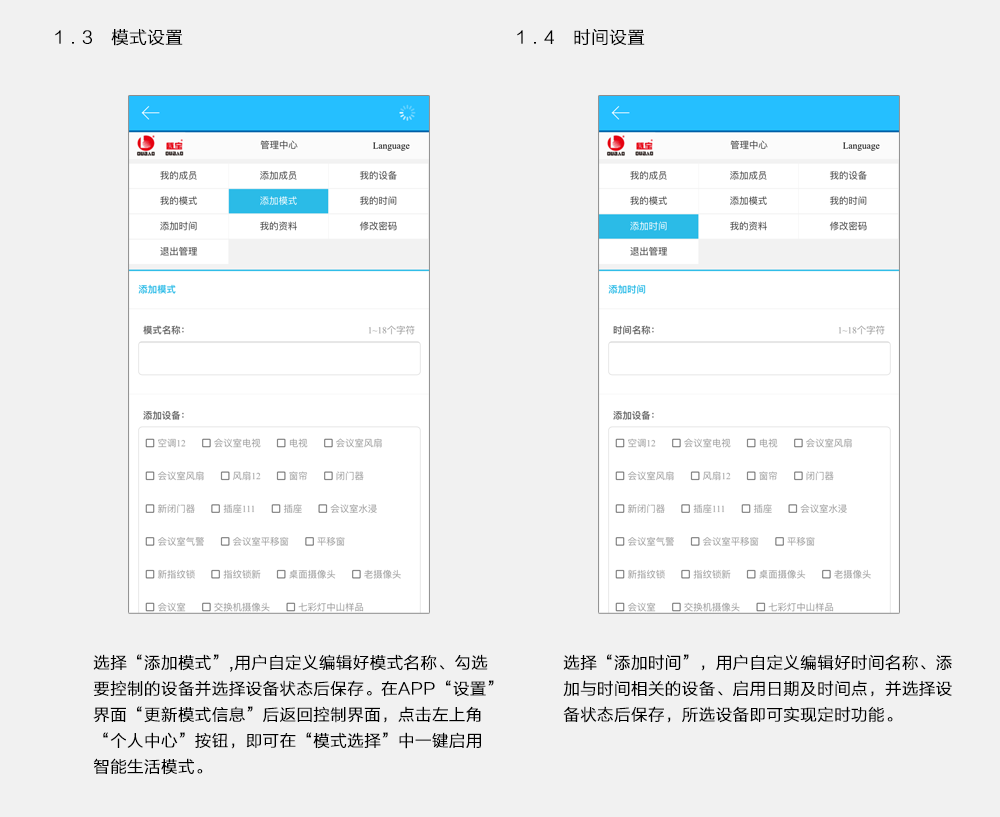 1.3 模式设置
管理中心 Language
我的成员 添加成员 我的设备
我的模式 添加模式 我的时间
添加时间 我的资料 修改密码
退出管理
添加模式
模式名称: 1~18个字符
添加设备:
空调12 会议室电视 电视 会议室风扇
会议室风扇 风扇12 窗帘 闭门器
新闭门器 插座111 插座 会议室水浸
会议室气警 会议室平移窗 平移窗
新指纹锁 指纹锁新 桌面摄像头 老摄像头
会议室 交换机摄像头 七彩灯中山样品
选择“添加模式”,用户自定义编辑好模式名称、勾选
要控制的设备并选择设备状态后保存。在APP“设置”
界面“更新模式信息”后返回控制界面，点击左上角
“个人中心”按钮，即可在“模式选择”中一键启用
智能生活模式。
1.4 时间设置
管理中心 Language
我的成员 添加成员 我的设备
我的模式 添加模式 我的时间
添加时间 我的资料 修改密码
退出管理
添加时间
时间名称: 1~18个字符
添加设备:
空调12 会议室电视 电视 会议室风扇
会议室风扇 风扇12 窗帘 闭门器
新闭门器 插座111 插座 会议室水浸
会议室气警 会议室平移窗 平移窗
新指纹锁 指纹锁新 桌面摄像头 老摄像头
会议室 交换机摄像头 七彩灯中山样品
选择“添加时间”，用户自定义编辑好时间名称、添
加与时间相关的设备、启用日期及时间点，并选择设
备状态后保存，所选设备即可实现定时功能。